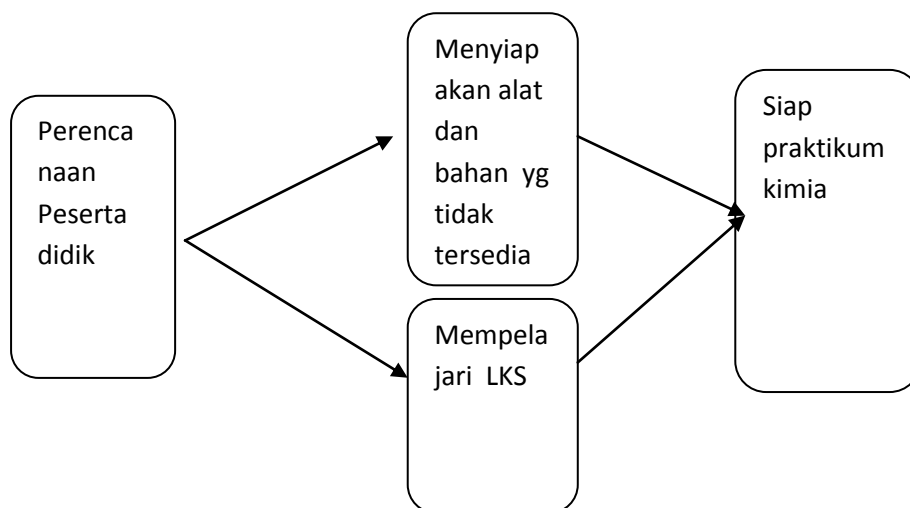 Perenca
naan
Peserta
didik
Menyiap
akan alat
dan
bahan yg
tidak
tersedia
Mempela
jari LKS
Siap
praktikum
kimia